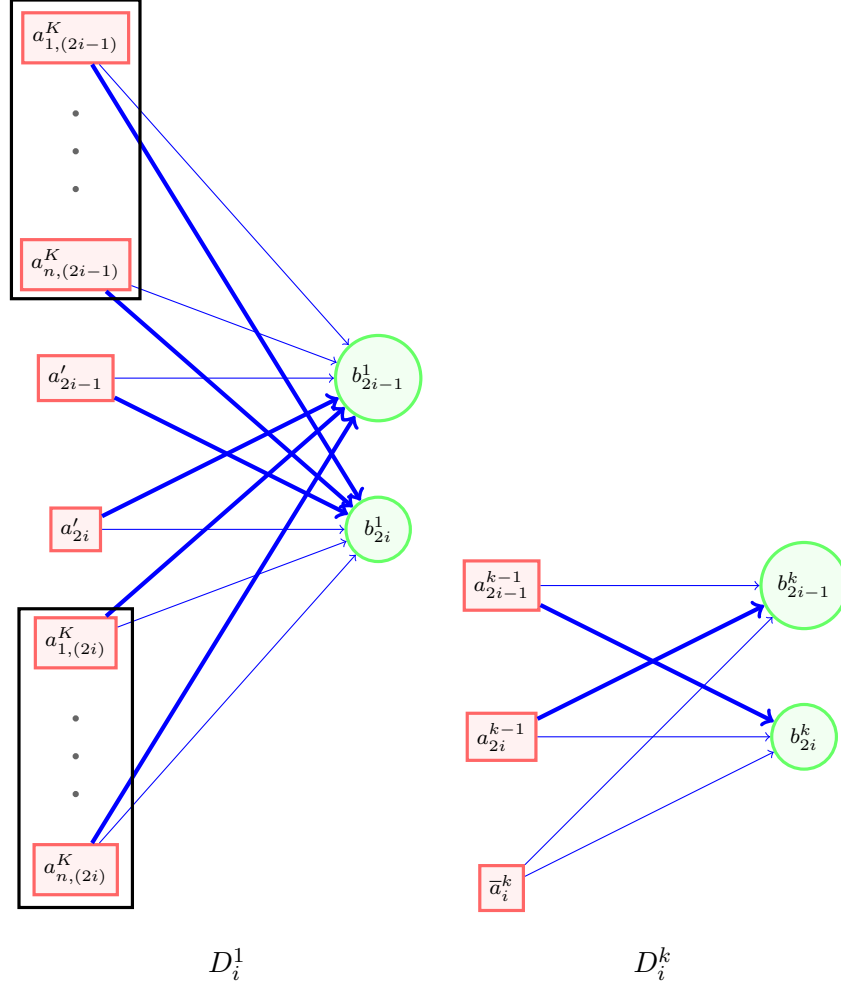 a^K_{1,(2i−1)}
a^K_{n,(2i−1)}
a′_{2i−1}
b^1_{2i−1}
a′_{2i}
b^1_{2i}
a^K_{1,(2i)}
a^K_{n,(2i)}
D^1_i
a^{k−1}_{2i−1}
b^k_{2i−1}
a^{k−1}_{2i}
b^k_{2i}
a̅^k_i
D^k_i